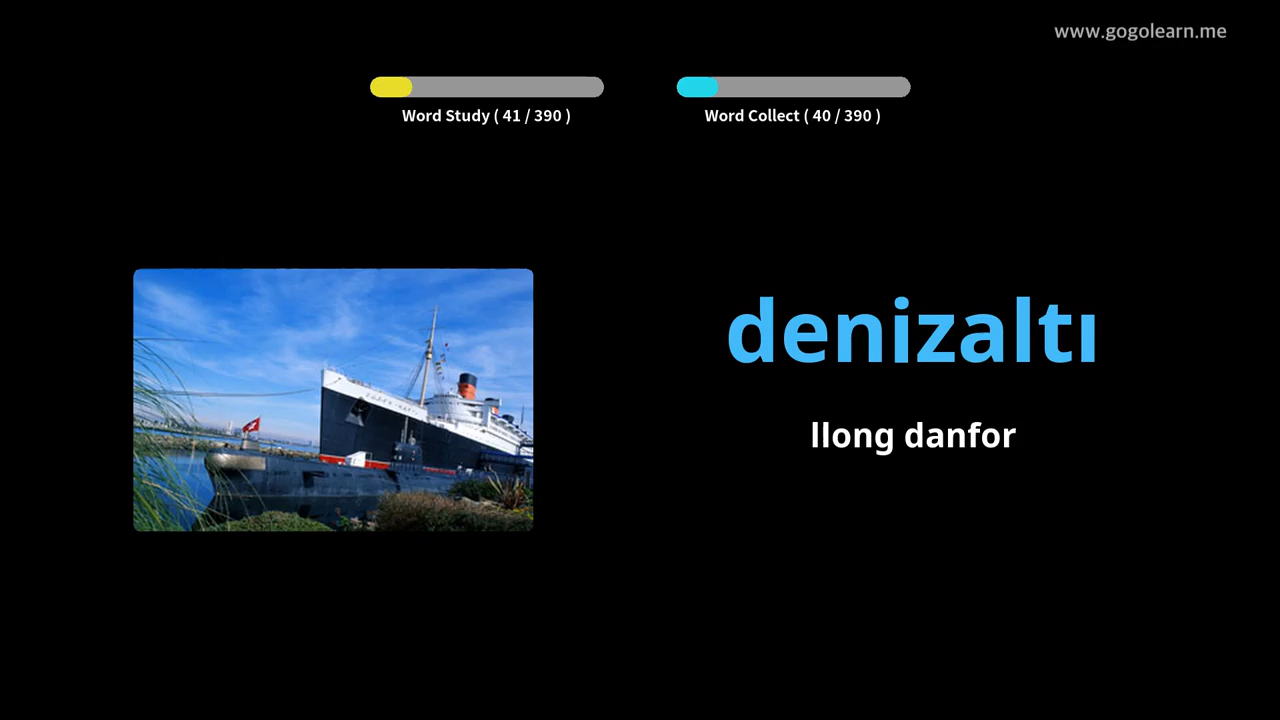 www.gogolearn.me
Word Study ( 41 / 390 )
Word Collect ( 40 / 390 )
denizaltı
llong danfor